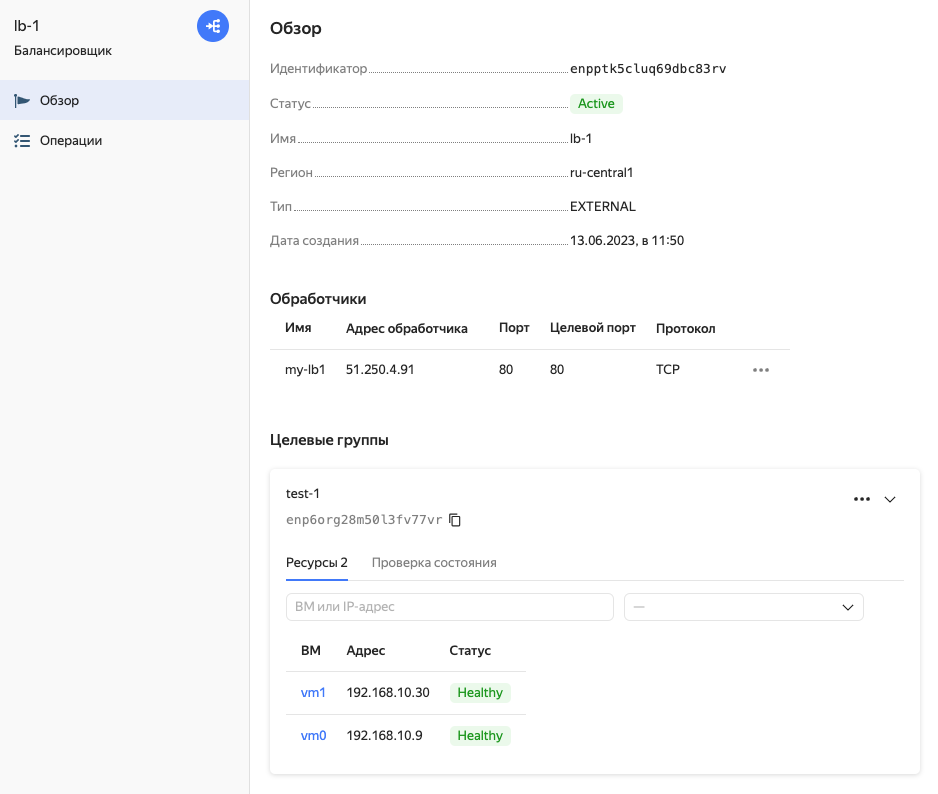 lb-1
Балансировщик
Обзор
Операции
Обзор
Идентификатор enpptk5cluq69dbc83rv
Статус Active
Имя lb-1
Регион ru-central1
Тип EXTERNAL
Дата создания 13.06.2023, в 11:50
Обработчики
Имя Адрес обработчика Порт Целевой порт Протокол
my-lb1 51.250.4.91 80 80 TCP
Целевые группы
test-1
enp6org28m50l3fv77vr
Ресурсы 2 Проверка состояния
ВМ или IP-адрес —
ВМ Адрес Статус
vm1 192.168.10.30 Healthy
vm0 192.168.10.9 Healthy